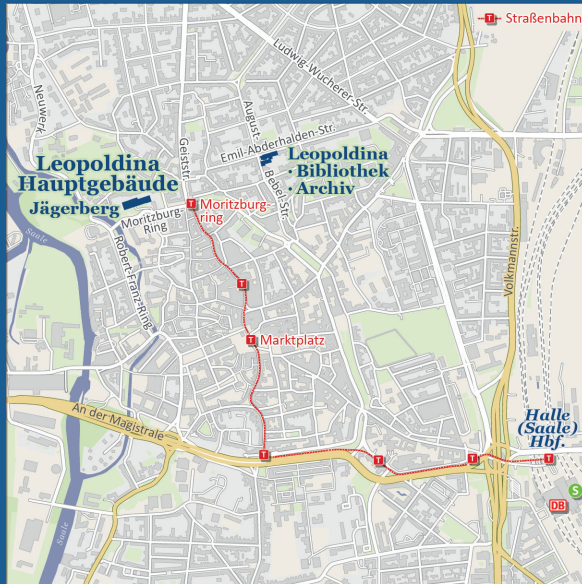 T Straßenbahn
Ludwig-Wucherer-Str.
Neuwerk
August-
Bebel-Str.
Geiststr.
Emil-Abderhalden-Str.
Leopoldina
Hauptgebäude
Jägerberg
Leopoldina
· Bibliothek
· Archiv
Moritzburg-
Ring
T Moritzburg-
ring
Saale
Robert-Franz-Ring
Volkmannstr.
T
T Marktplatz
An der Magistrale
Halle
(Saale)
Hbf.
T
T
T
T
S
DB
Saale